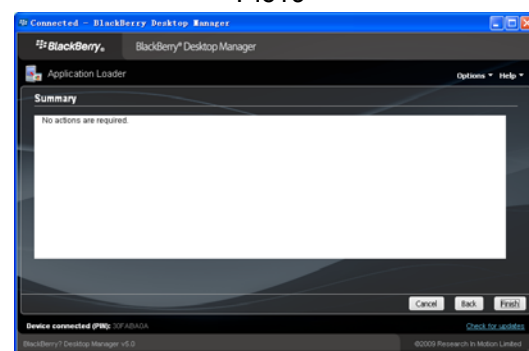 Connected - BlackBerry Desktop Manager
BlackBerry® BlackBerry® Desktop Manager
Application Loader Options Help
Summary
No actions are required.
Cancel Back Finish
Device connected (PIN): 30FABA0A Check for updates
BlackBerry? Desktop Manager v5.0 ©2009 Research In Motion Limited